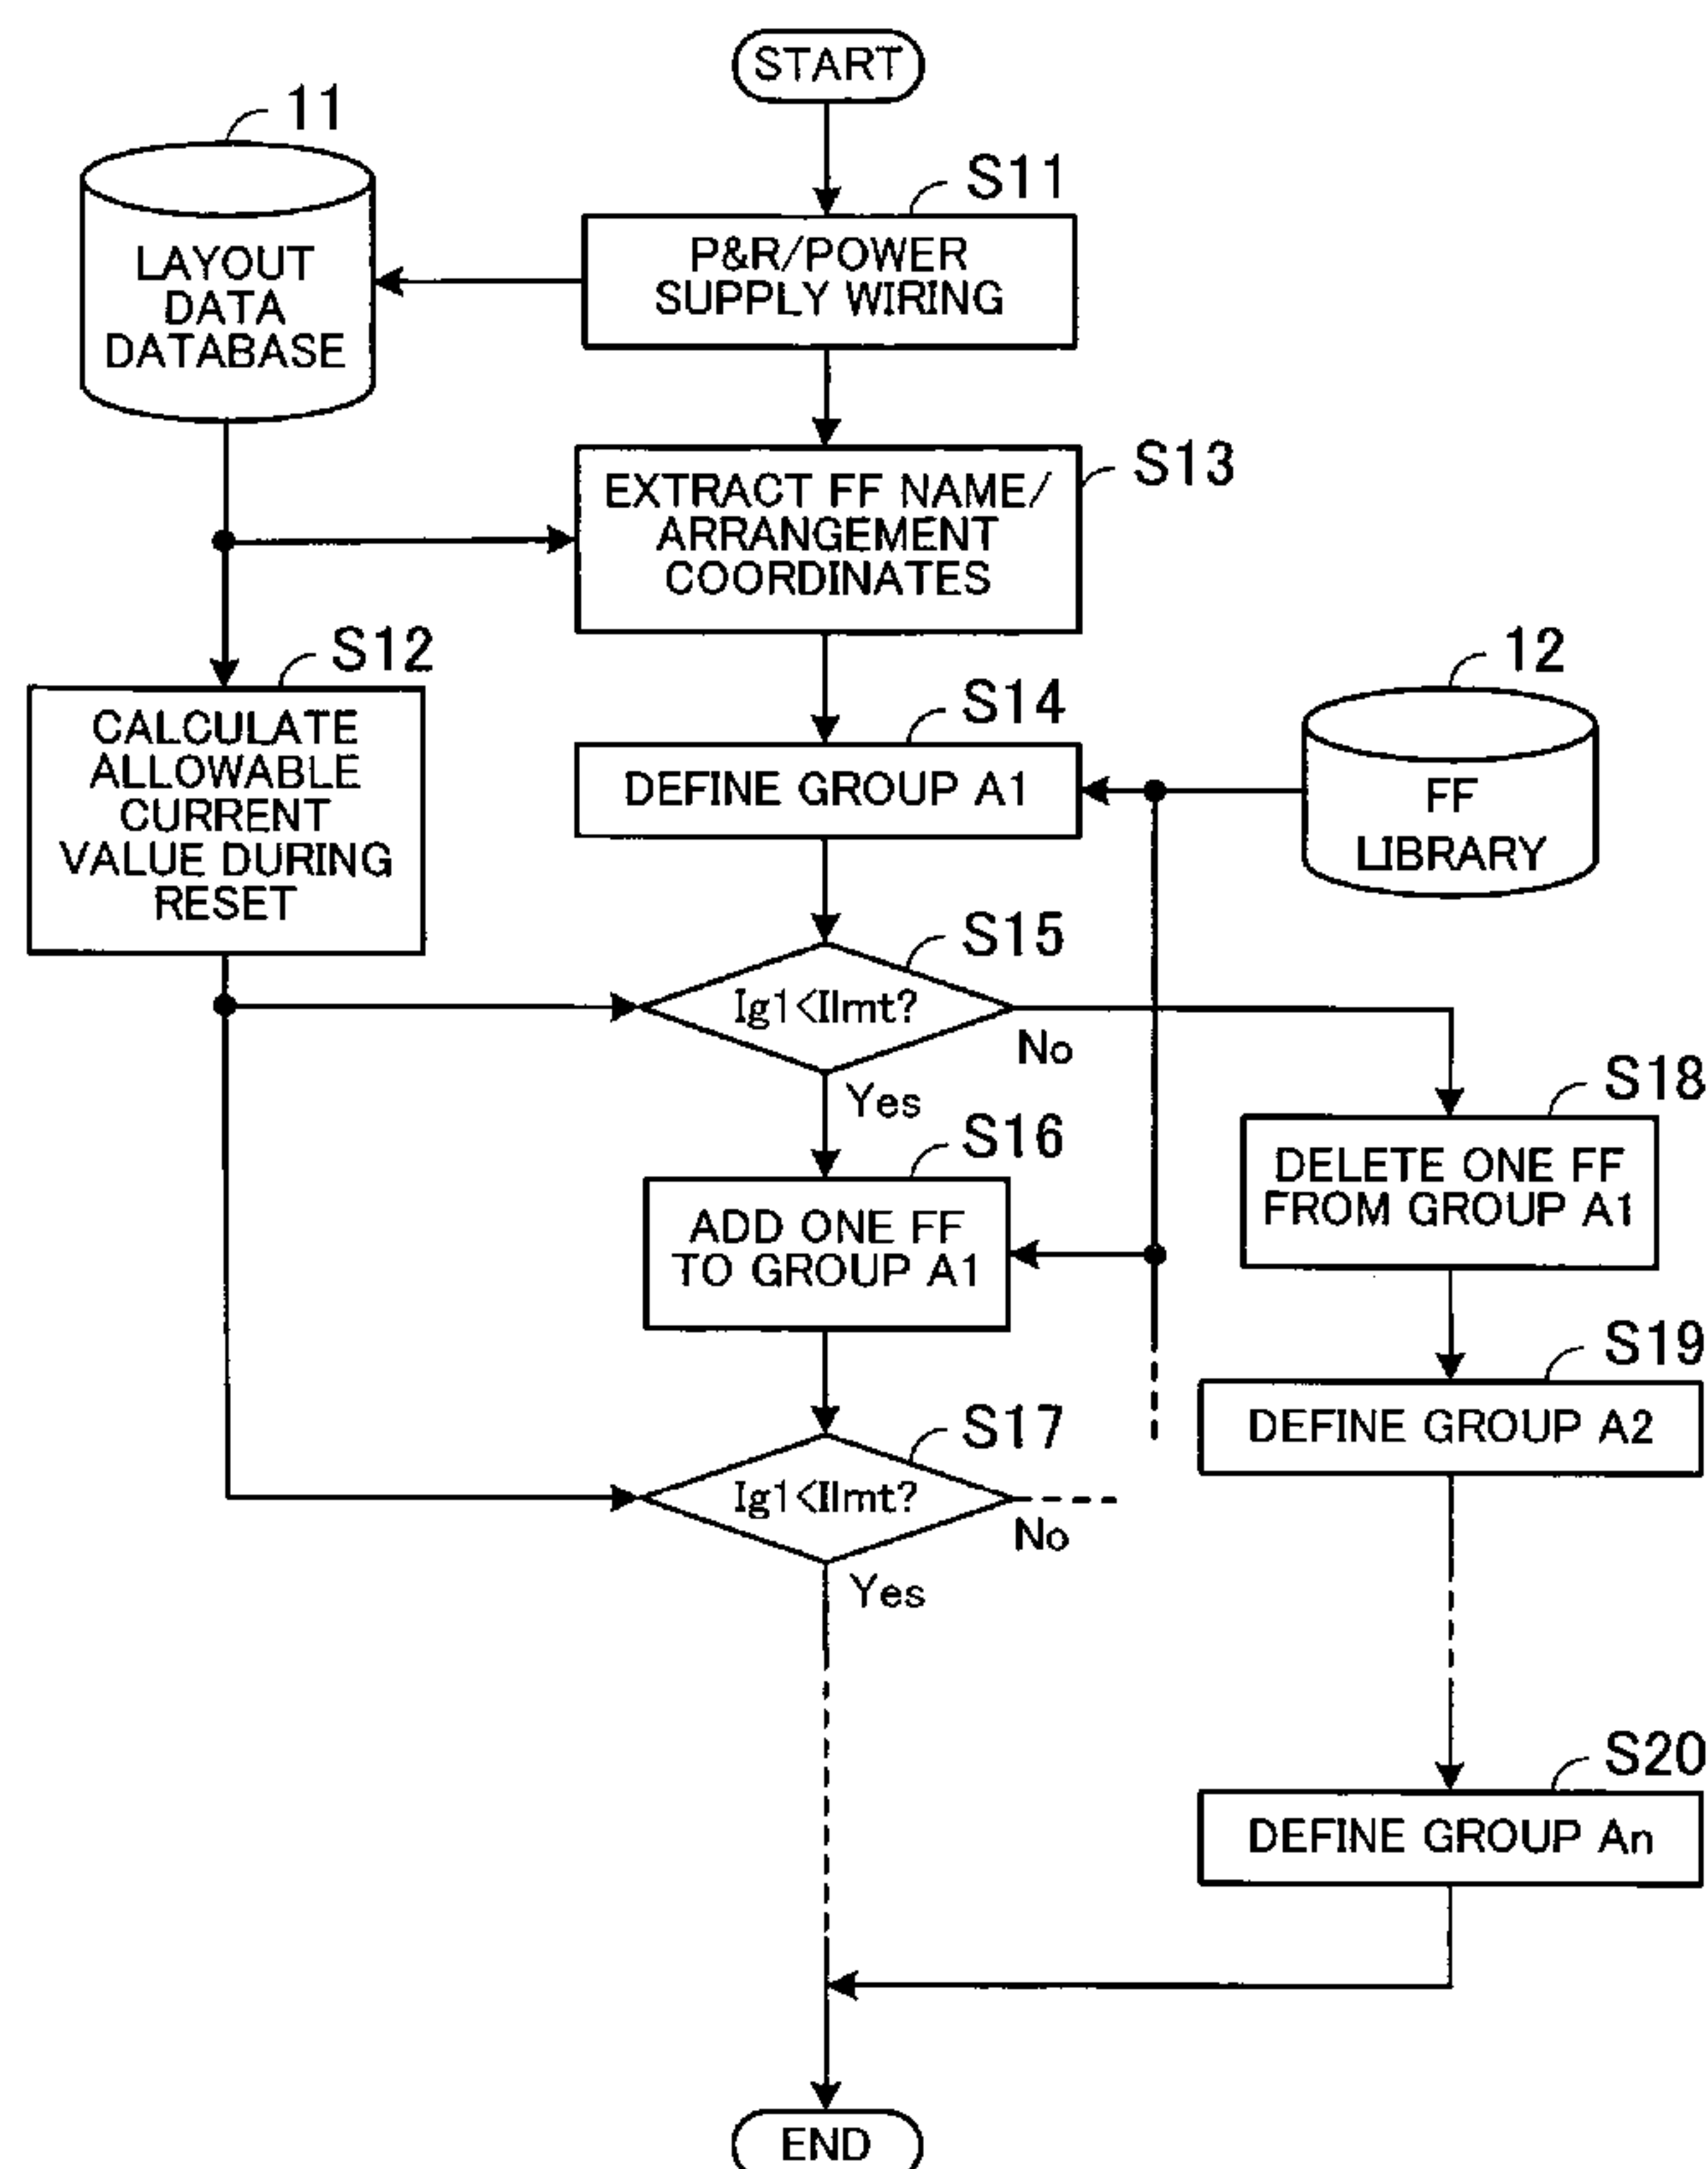 START
11
S11
P&R/POWER
SUPPLY WIRING
LAYOUT
DATA
DATABASE
S13
EXTRACT FF NAME/
ARRANGEMENT
COORDINATES
S12
CALCULATE
ALLOWABLE
CURRENT
VALUE DURING
RESET
S14
DEFINE GROUP A1
12
FF
LIBRARY
S15
Ig1<Ilmt?
No
Yes
S16
ADD ONE FF
TO GROUP A1
S18
DELETE ONE FF
FROM GROUP A1
S19
DEFINE GROUP A2
S17
Ig1<Ilmt?
No
Yes
S20
DEFINE GROUP An
END